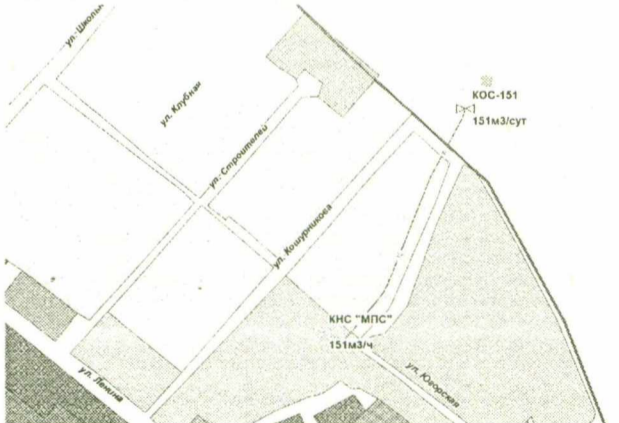 ул. Школьн
КОС-151
151м3/сут
ул. Клубная
ул. Строителей
ул. Кошурникова
КНС "МПС"
151м3/ч
ул. Ленина
ул. Югорская